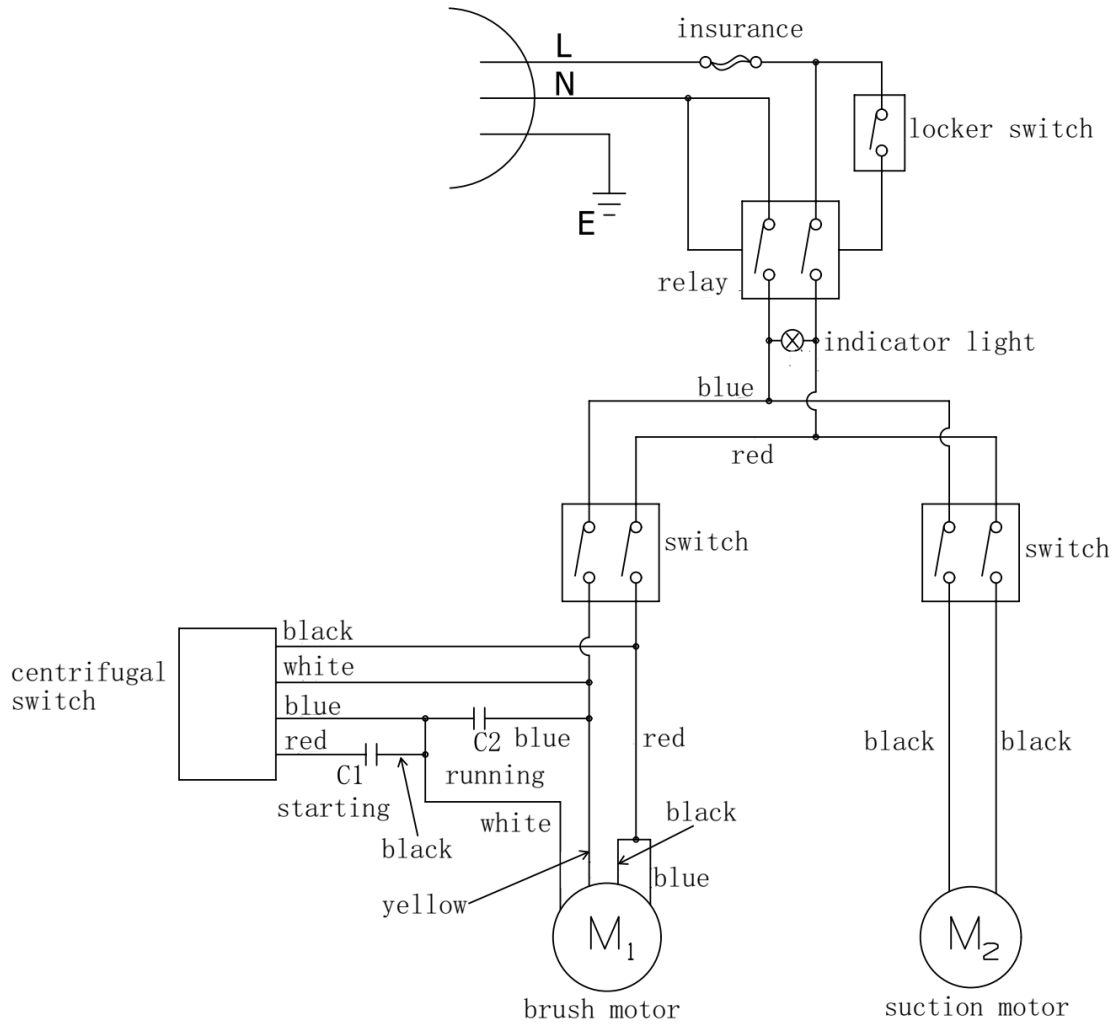 insurance
L
N
locker switch
E
relay
indicator light
blue
red
switch
switch
black
centrifugal
switch
white
blue
red
C2
blue
red
black
black
C1
running
starting
white
black
black
yellow
blue
M1
M2
brush motor
suction motor